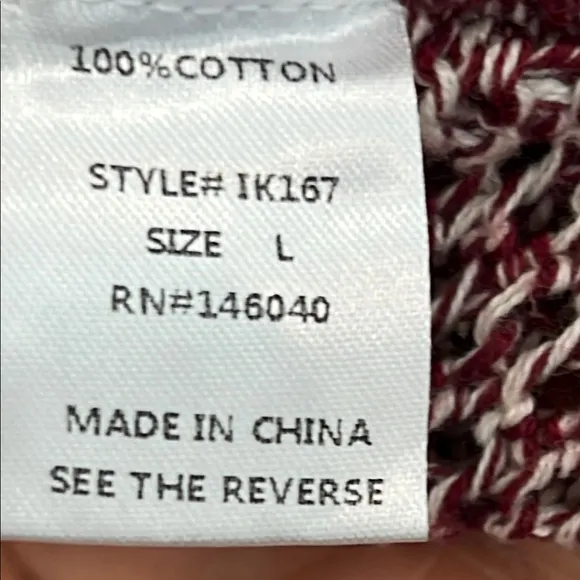 100%COTTON
STYLE# IK167
SIZE L
RN#146040
MADE IN CHINA
SEE THE REVERSE